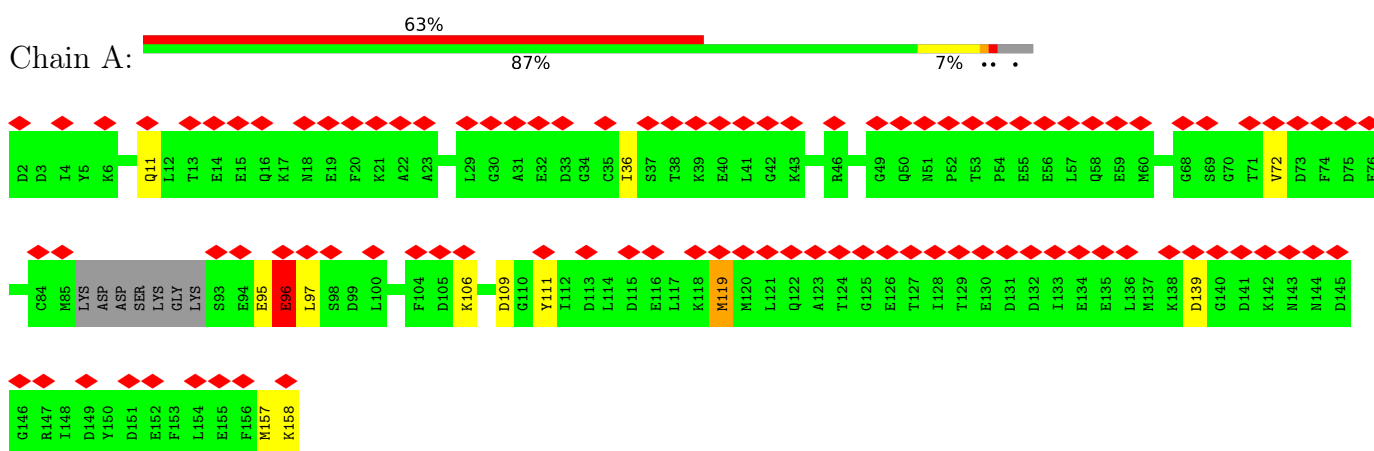 63%
Chain A:
87% 7% •• •
D2 D3 I4 Y5 K6 Q11 L12 T13 E14 E15 Q16 K17 N18 E19 F20 K21 A22 A23 L29 G30 A31 E32 D33 G34 C35 I36 S37 T38 K39 E40 L41 G42 K43 R46 G49 Q50 N51 P52 T53 P54 E55 E56 L57 Q58 E59 M60 G68 S69 G70 T71 V72 D73 F74 D75
C84 M85 LYS ASP ASP SER LYS GLY LYS S93 E94 E95 E96 L97 S98 D99 L100 F104 D105 K106 D109 G110 Y111 I112 D113 L114 D115 E116 L117 K118 M119 M120 L121 Q122 A123 T124 G125 E126 T127 I128 T129 E130 D131 D132 I133 E134 E135 L136 M137 K138 D139 G140 D141 K142 N143 N144 D145
G146 R147 I148 D149 Y150 D151 E152 F153 L154 E155 F156 M157 K158